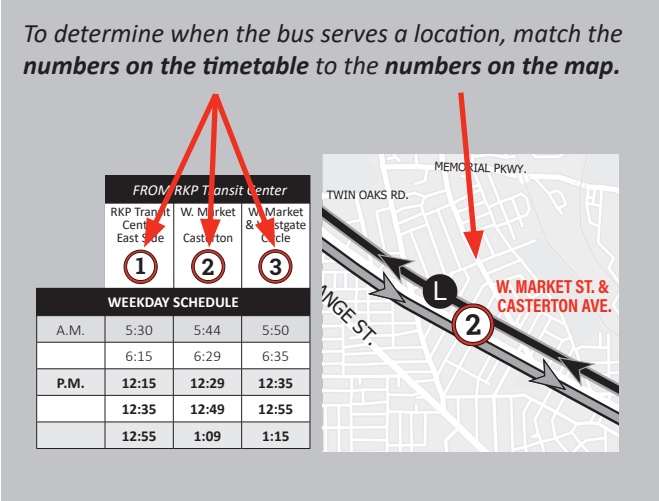 To determine when the bus serves a location, match the
numbers on the timetable to the numbers on the map.
FROM RKP Transit Center
RKP Transit Center East Side
W. Market Casterton
W. Market & Westgate Circle
1 2 3
WEEKDAY SCHEDULE
A.M. 5:30 5:44 5:50
6:15 6:29 6:35
P.M. 12:15 12:29 12:35
12:35 12:49 12:55
12:55 1:09 1:15
MEMORIAL PKWY.
TWIN OAKS RD.
L
W. MARKET ST. &
CASTERTON AVE.
2
ANGE ST.